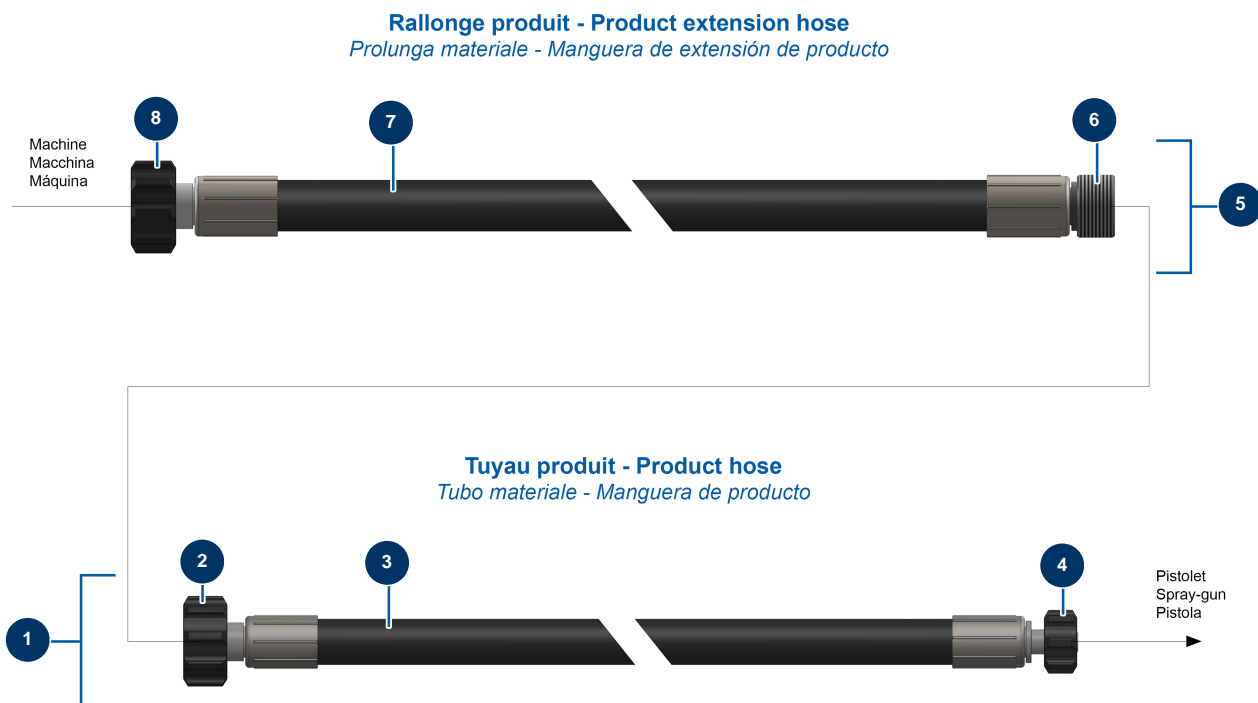 Rallonge produit - Product extension hose
Prolunga materiale - Manguera de extensión de producto
8
7
6
Machine
Macchina
Máquina
5
Tuyau produit - Product hose
Tubo materiale - Manguera de producto
2
3
4
Pistolet
Spray-gun
Pistola
1